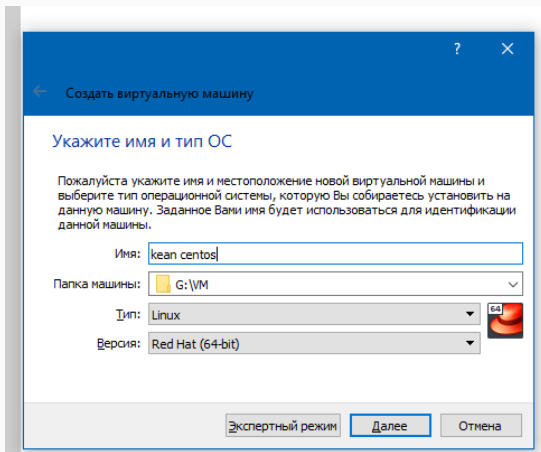 ?
Создать виртуальную машину
Укажите имя и тип ОС
Пожалуйста укажите имя и местоположение новой виртуальной машины и
выберите тип операционной системы, которую Вы собираетесь установить на
данную машину. Заданное Вами имя будет использоваться для идентификации
данной машины.
Имя: kean centos
Папка машины: G:\VM
Тип: Linux
64
Версия: Red Hat (64-bit)
Экспертный режим Далее Отмена